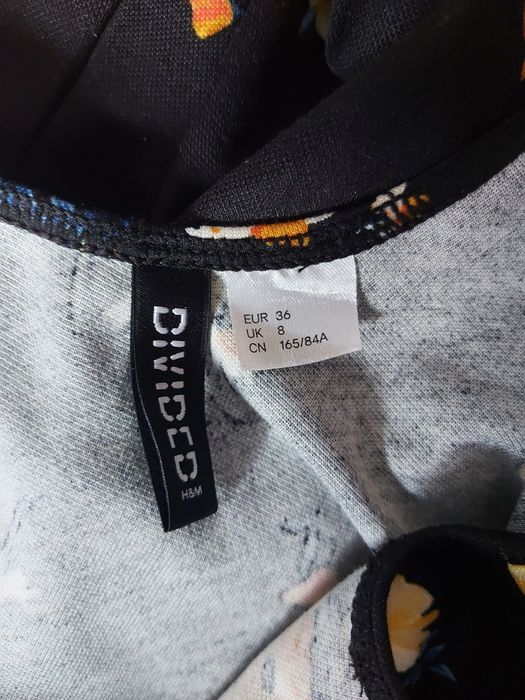 DIVIDED
H&M
EUR 36
UK 8
CN 165/84A